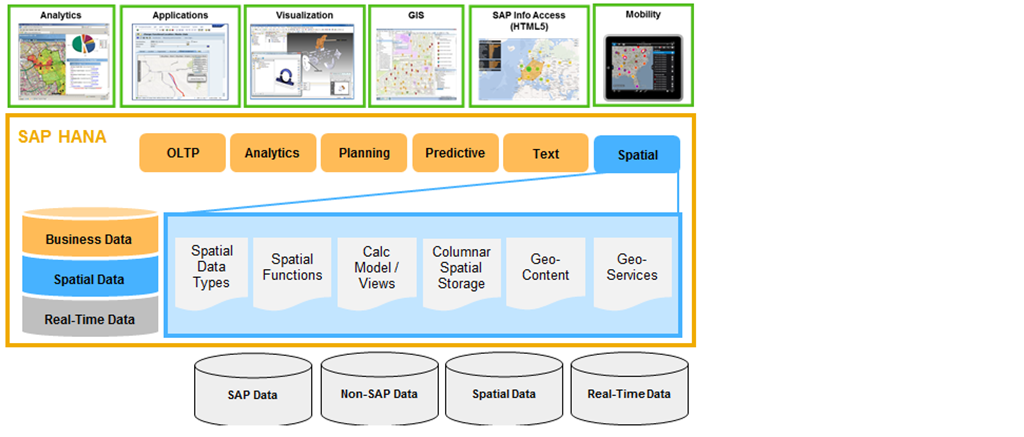 Analytics
Applications
Visualization
GIS
SAP Info Access
(HTML5)
Mobility
SAP HANA
OLTP
Analytics
Planning
Predictive
Text
Spatial
Business Data
Spatial Data
Real-Time Data
Spatial
Data
Types
Spatial
Functions
Calc
Model /
Views
Columnar
Spatial
Storage
Geo-
Content
Geo-
Services
SAP Data
Non-SAP Data
Spatial Data
Real-Time Data